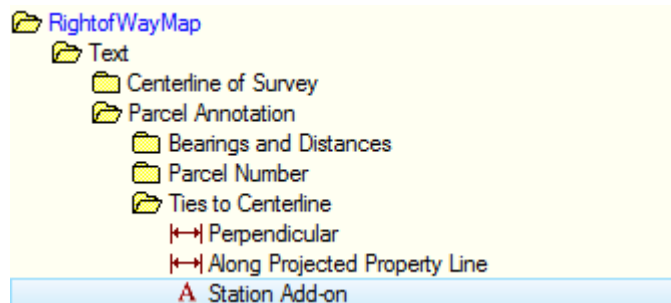 RightofWayMap
Text
Centerline of Survey
Parcel Annotation
Bearings and Distances
Parcel Number
Ties to Centerline
Perpendicular
Along Projected Property Line
A Station Add-on